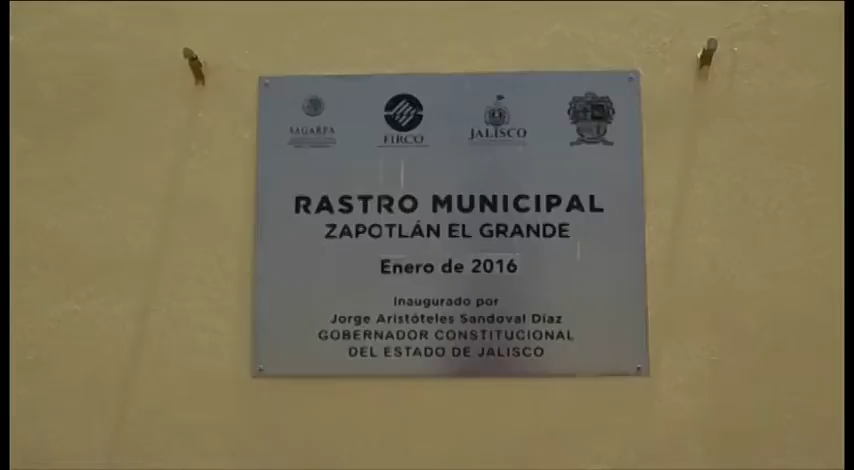 SAGARPA FIRCO JALISCO
RASTRO MUNICIPAL
ZAPOTLÁN EL GRANDE
Enero de 2016
Inaugurado por
Jorge Aristóteles Sandoval Díaz
GOBERNADOR CONSTITUCIONAL
DEL ESTADO DE JALISCO